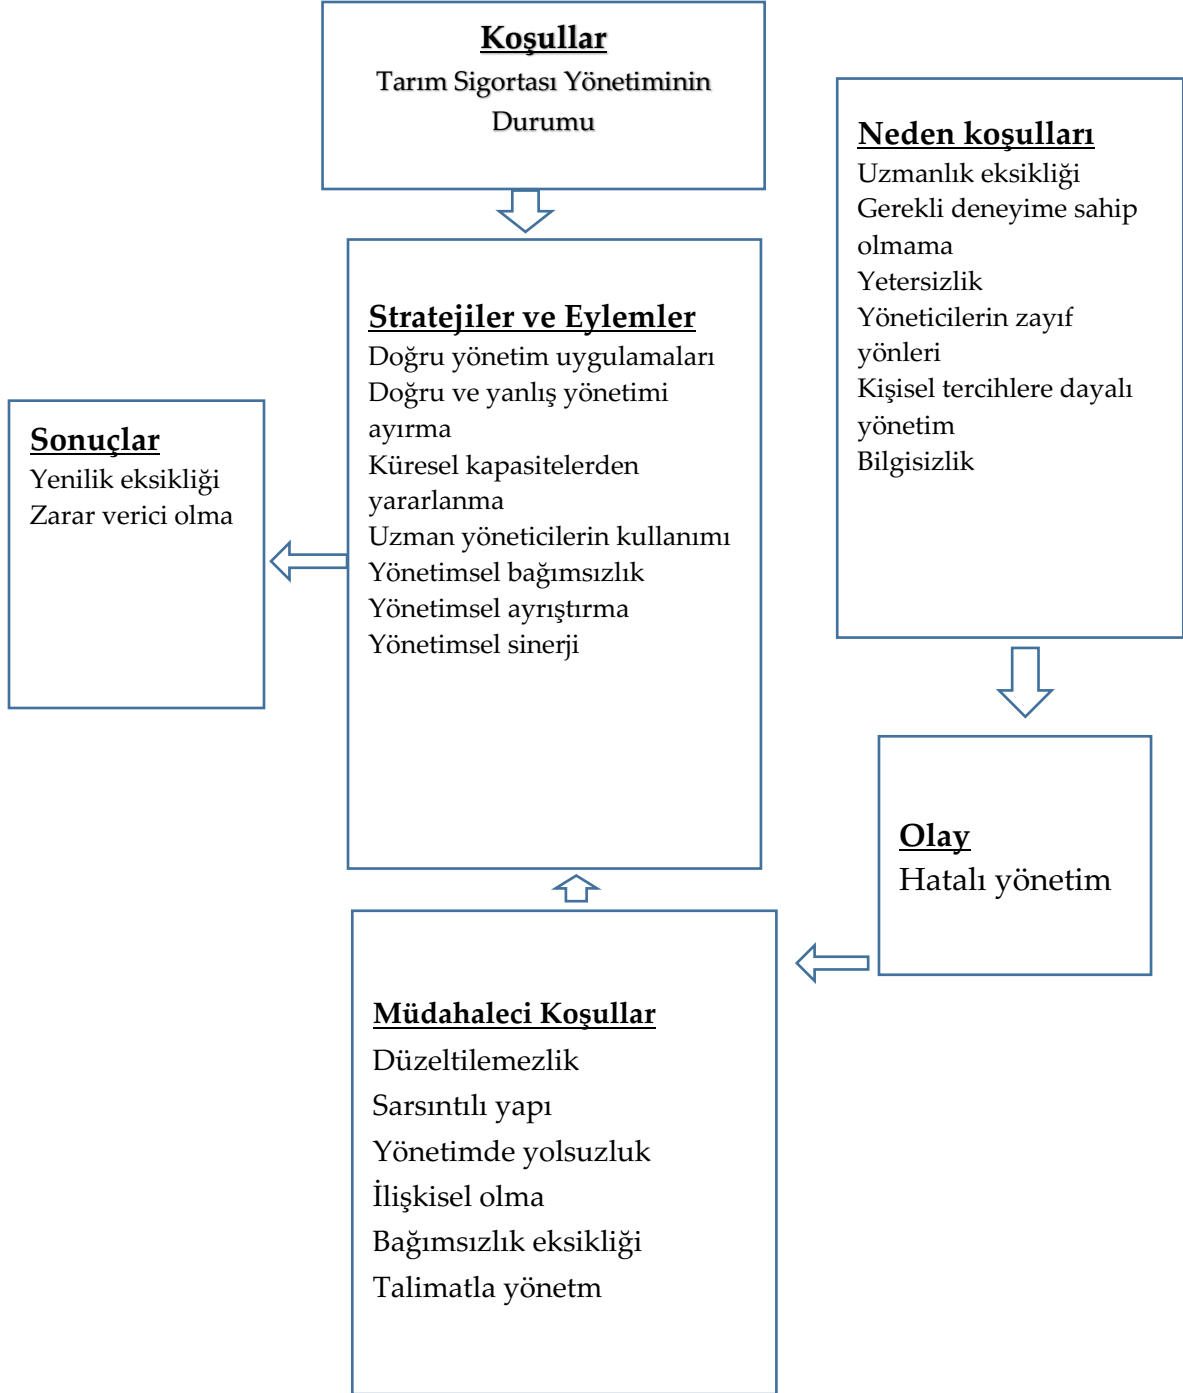 Koşullar
Tarım Sigortası Yönetiminin
Durumu
Neden koşulları
Uzmanlık eksikliği
Gerekli deneyime sahip
olmama
Yetersizlik
Yöneticilerin zayıf
yönleri
Kişisel tercihlere dayalı
yönetim
Bilgisizlik
Stratejiler ve Eylemler
Doğru yönetim uygulamaları
Doğru ve yanlış yönetimi
ayırma
Küresel kapasitelerden
yararlanma
Uzman yöneticilerin kullanımı
Yönetimsel bağımsızlık
Yönetimsel ayrıştırma
Yönetimsel sinerji
Sonuçlar
Yenilik eksikliği
Zarar verici olma
Olay
Hatalı yönetim
Müdahaleci Koşullar
Düzeltilemezlik
Sarsıntılı yapı
Yönetimde yolsuzluk
İlişkisel olma
Bağımsızlık eksikliği
Talimatla yönetm